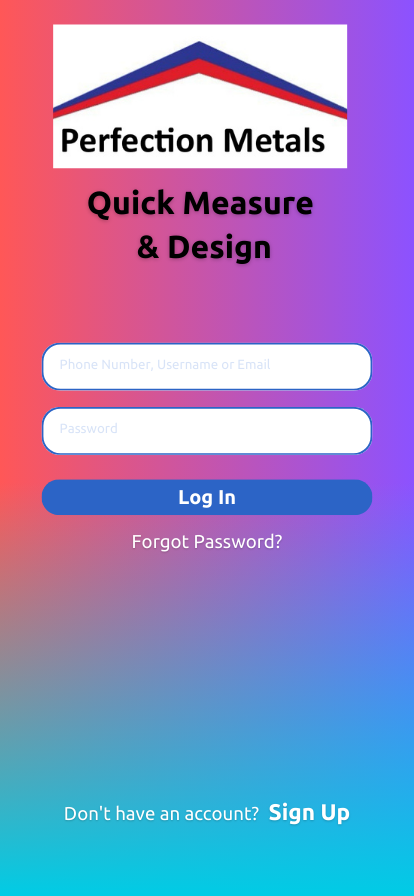 Perfection Metals
Quick Measure
& Design
Phone Number, Username or Email
Password
Log In
Forgot Password?
Don't have an account? Sign Up